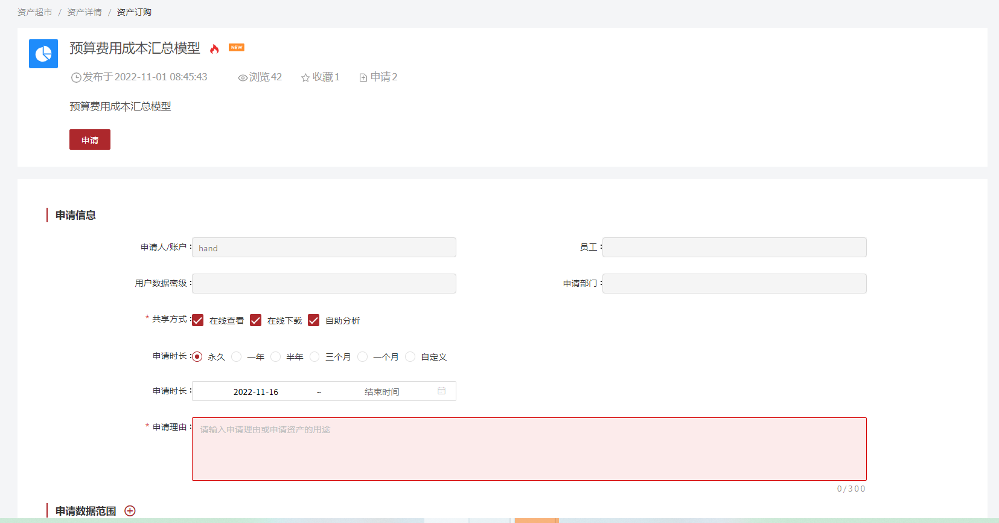 资产超市 / 资产详情 / 资产订购
预算费用成本汇总模型 NEW
发布于 2022-11-01 08:45:43 浏览 42 收藏 1 申请 2
预算费用成本汇总模型
申请
申请信息
申请人/账户: hand 员工:
用户数据密级: 申请部门:
* 共享方式: 在线查看 在线下载 自助分析
申请时长: 永久 一年 半年 三个月 一个月 自定义
申请时长: 2022-11-16 ~ 结束时间
* 申请理由: 请输入申请理由或申请资产的用途
0/300
申请数据范围